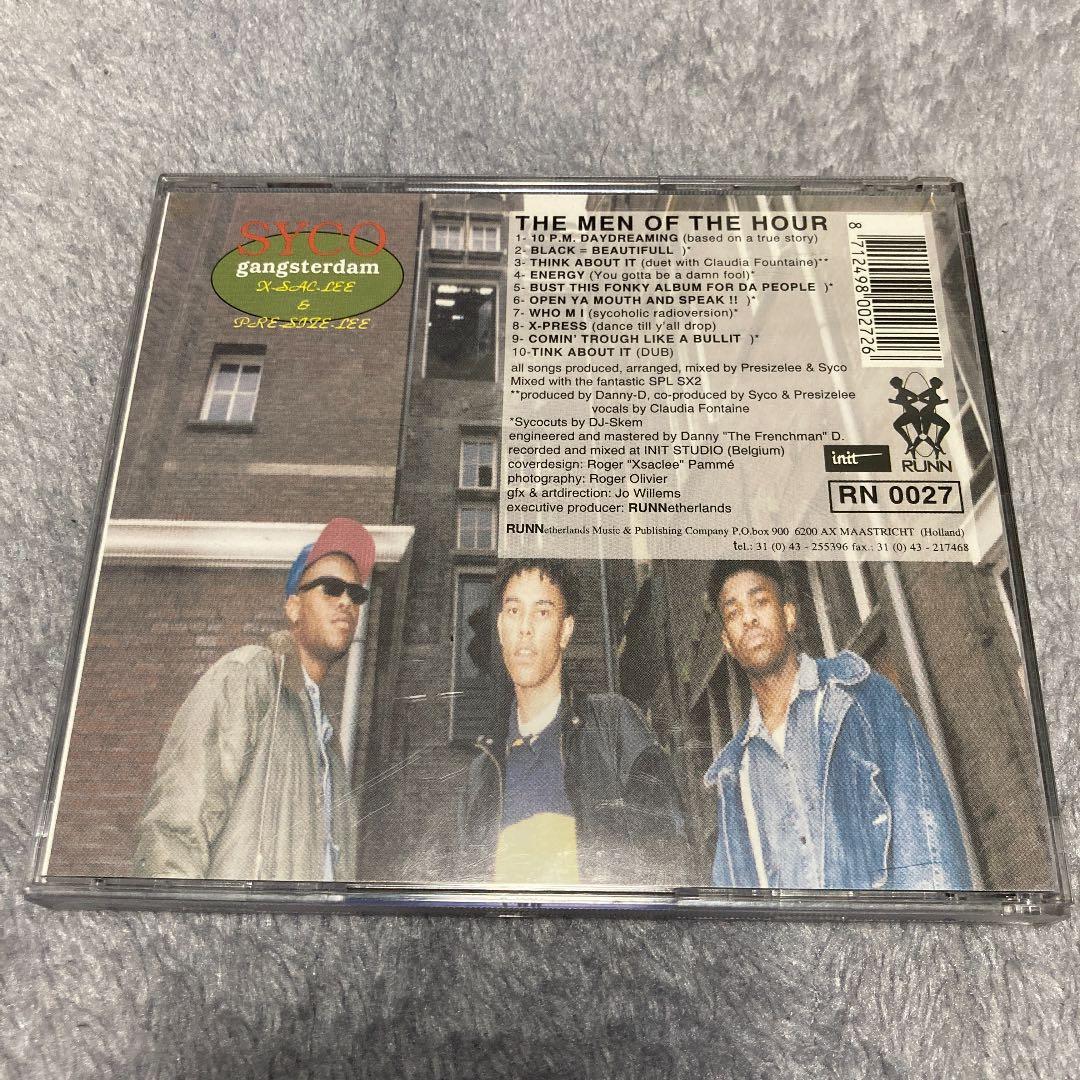 SYCO
gangsterdam
X-SAC-LEE
&
PRE-SIZE-LEE
THE MEN OF THE HOUR
1- 10 P.M. DAYDREAMING (based on a true story)
2- BLACK = BEAUTIFULL )*
3- THINK ABOUT IT (duet with Claudia Fountaine)**
4- ENERGY (You gotta be a damn fool)*
5- BUST THIS FONKY ALBUM FOR DA PEOPLE )*
6- OPEN YA MOUTH AND SPEAK !! )*
7- WHO M I (sycoholic radioversion)*
8- X-PRESS (dance till y'all drop)
9- COMIN' TROUGH LIKE A BULLIT )*
10-TINK ABOUT IT (DUB)
all songs produced, arranged, mixed by Presizelee & Syco
Mixed with the fantastic SPL SX2
**produced by Danny-D, co-produced by Syco & Presizelee
vocals by Claudia Fontaine
*Sycocuts by DJ-Skem
engineered and mastered by Danny "The Frenchman" D.
recorded and mixed at INIT STUDIO (Belgium)
coverdesign: Roger "Xsaclee" Pammé
photography: Roger Olivier
gfx & artdirection: Jo Willems
executive producer: RUNNetherlands
RUNNetherlands Music & Publishing Company P.O.box 900 6200 AX MAASTRICHT (Holland)
tel.: 31 (0) 43 - 255396 fax.: 31 (0) 43 - 217468
8 712498 002726
init
RUNN
RN 0027